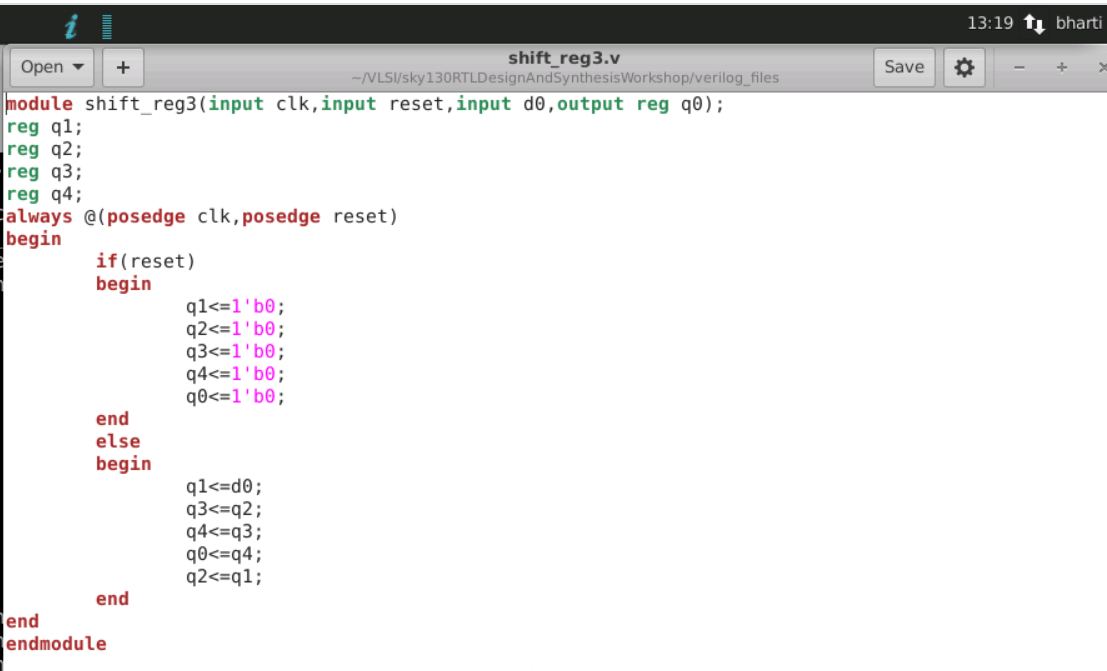 13:19 bharti
Open + shift_reg3.v Save
~/VLSI/sky130RTLDesignAndSynthesisWorkshop/verilog_files
module shift_reg3(input clk,input reset,input d0,output reg q0);
reg q1;
reg q2;
reg q3;
reg q4;
always @(posedge clk,posedge reset)
begin
if(reset)
begin
q1<=1'b0;
q2<=1'b0;
q3<=1'b0;
q4<=1'b0;
q0<=1'b0;
end
else
begin
q1<=d0;
q3<=q2;
q4<=q3;
q0<=q4;
q2<=q1;
end
end
endmodule